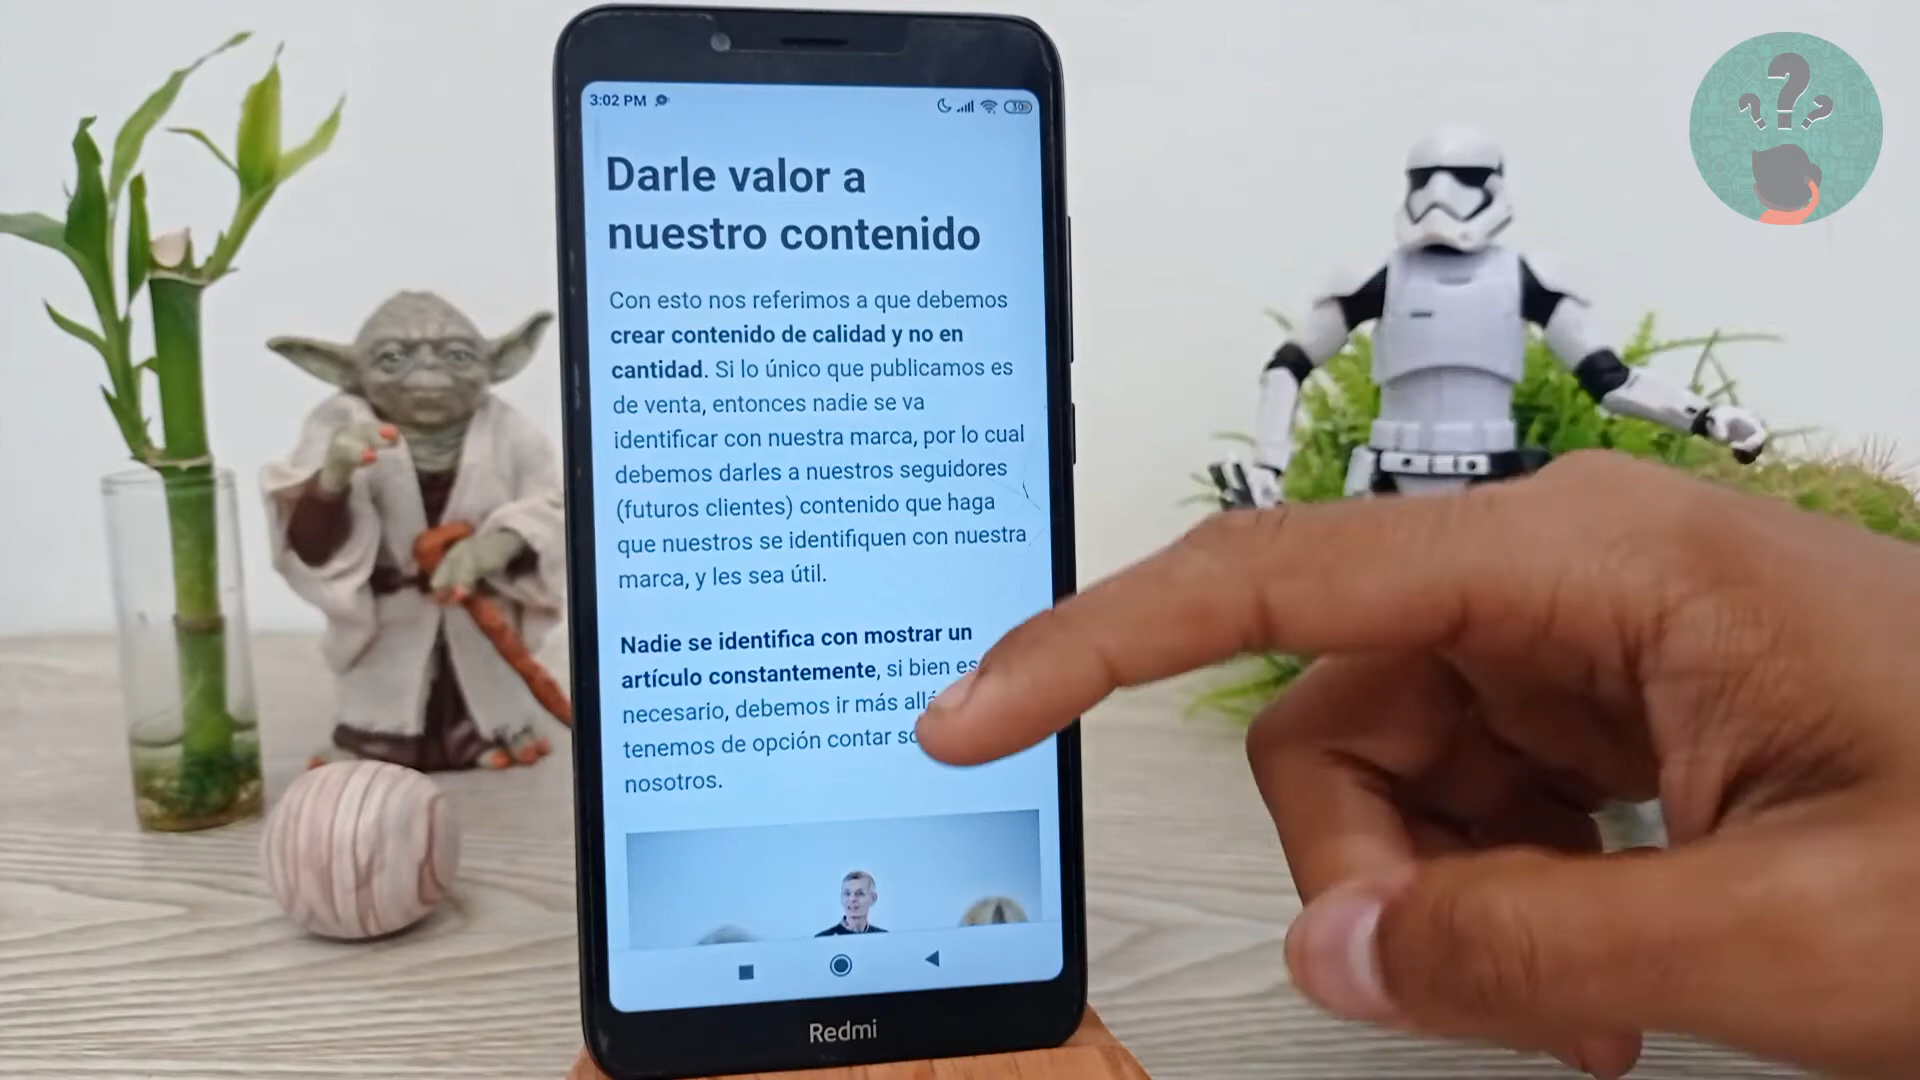 3:02 PM
30
Darle valor a
nuestro contenido
Con esto nos referimos a que debemos
crear contenido de calidad y no en
cantidad. Si lo único que publicamos es
de venta, entonces nadie se va
identificar con nuestra marca, por lo cual
debemos darles a nuestros seguidores
(futuros clientes) contenido que haga
que nuestros se identifiquen con nuestra
marca, y les sea útil.
Nadie se identifica con mostrar un
artículo constantemente, si bien es
necesario, debemos ir más allá
tenemos de opción contar
nosotros.
Redmi